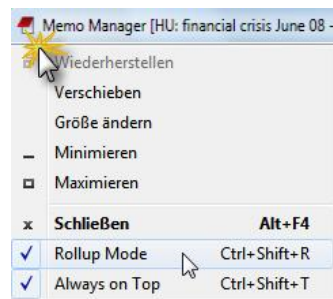 Memo Manager [HU: financial crisis June 08 -
Wiederherstellen
Verschieben
Größe ändern
Minimieren
Maximieren
Schließen Alt+F4
Rollup Mode Ctrl+Shift+R
Always on Top Ctrl+Shift+T